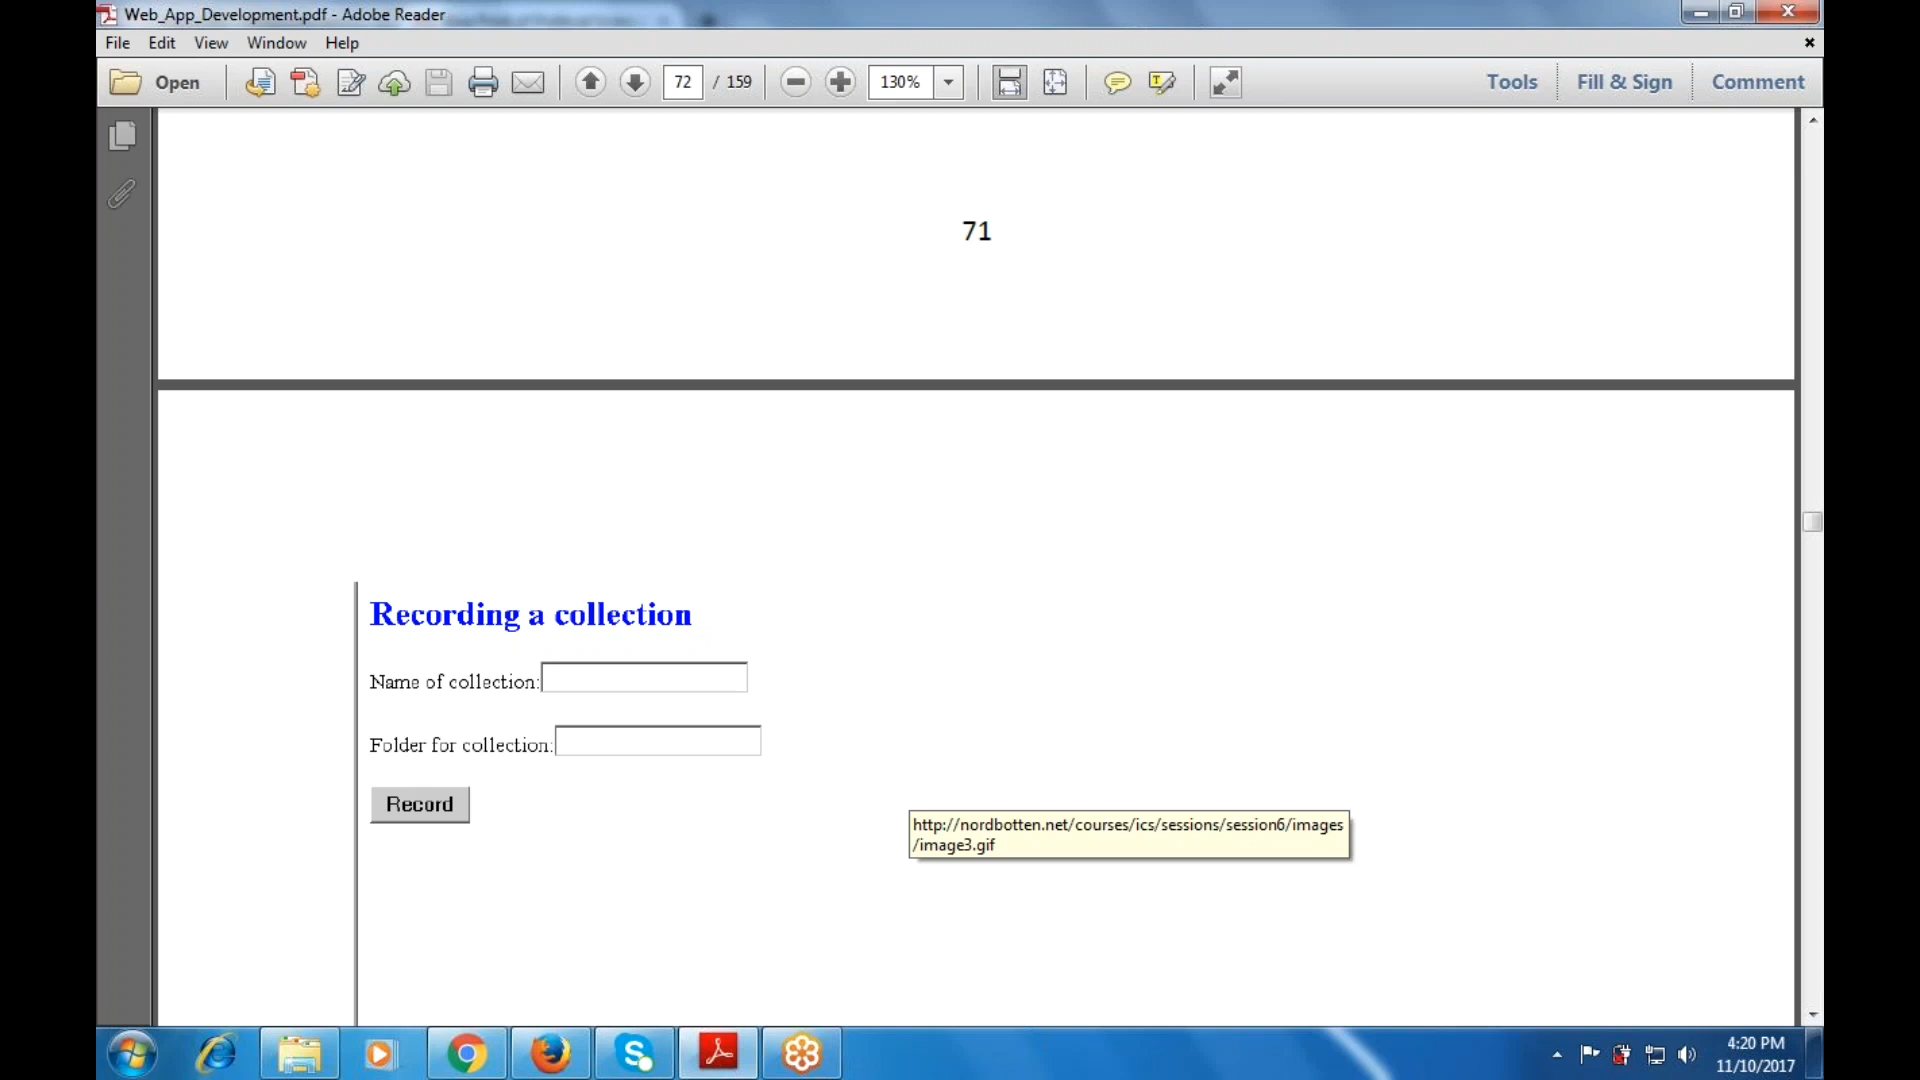 Web_App_Development.pdf - Adobe Reader
File Edit View Window Help
Open 72 / 159 130% Tools Fill & Sign Comment
71
Recording a collection
Name of collection:
Folder for collection:
Record
http://nordbotten.net/courses/ics/sessions/session6/images
/image3.gif
4:20 PM
11/10/2017